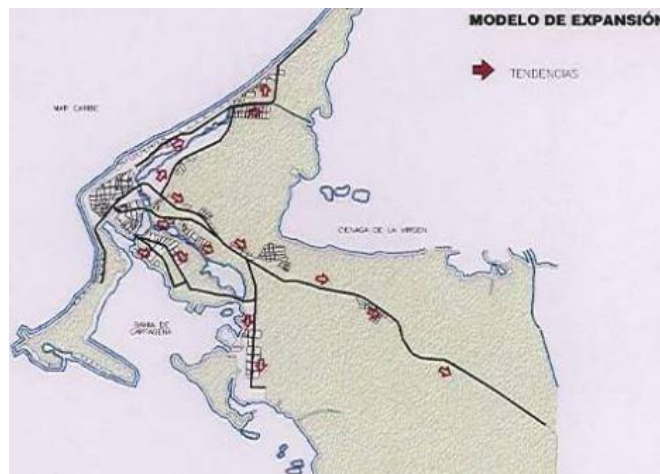 MODELO DE EXPANSIÓN
TENDENCIAS
MAR CARIBE
CIENAGA DE LA VIRGEN
BAHIA DE
CARTAGENA